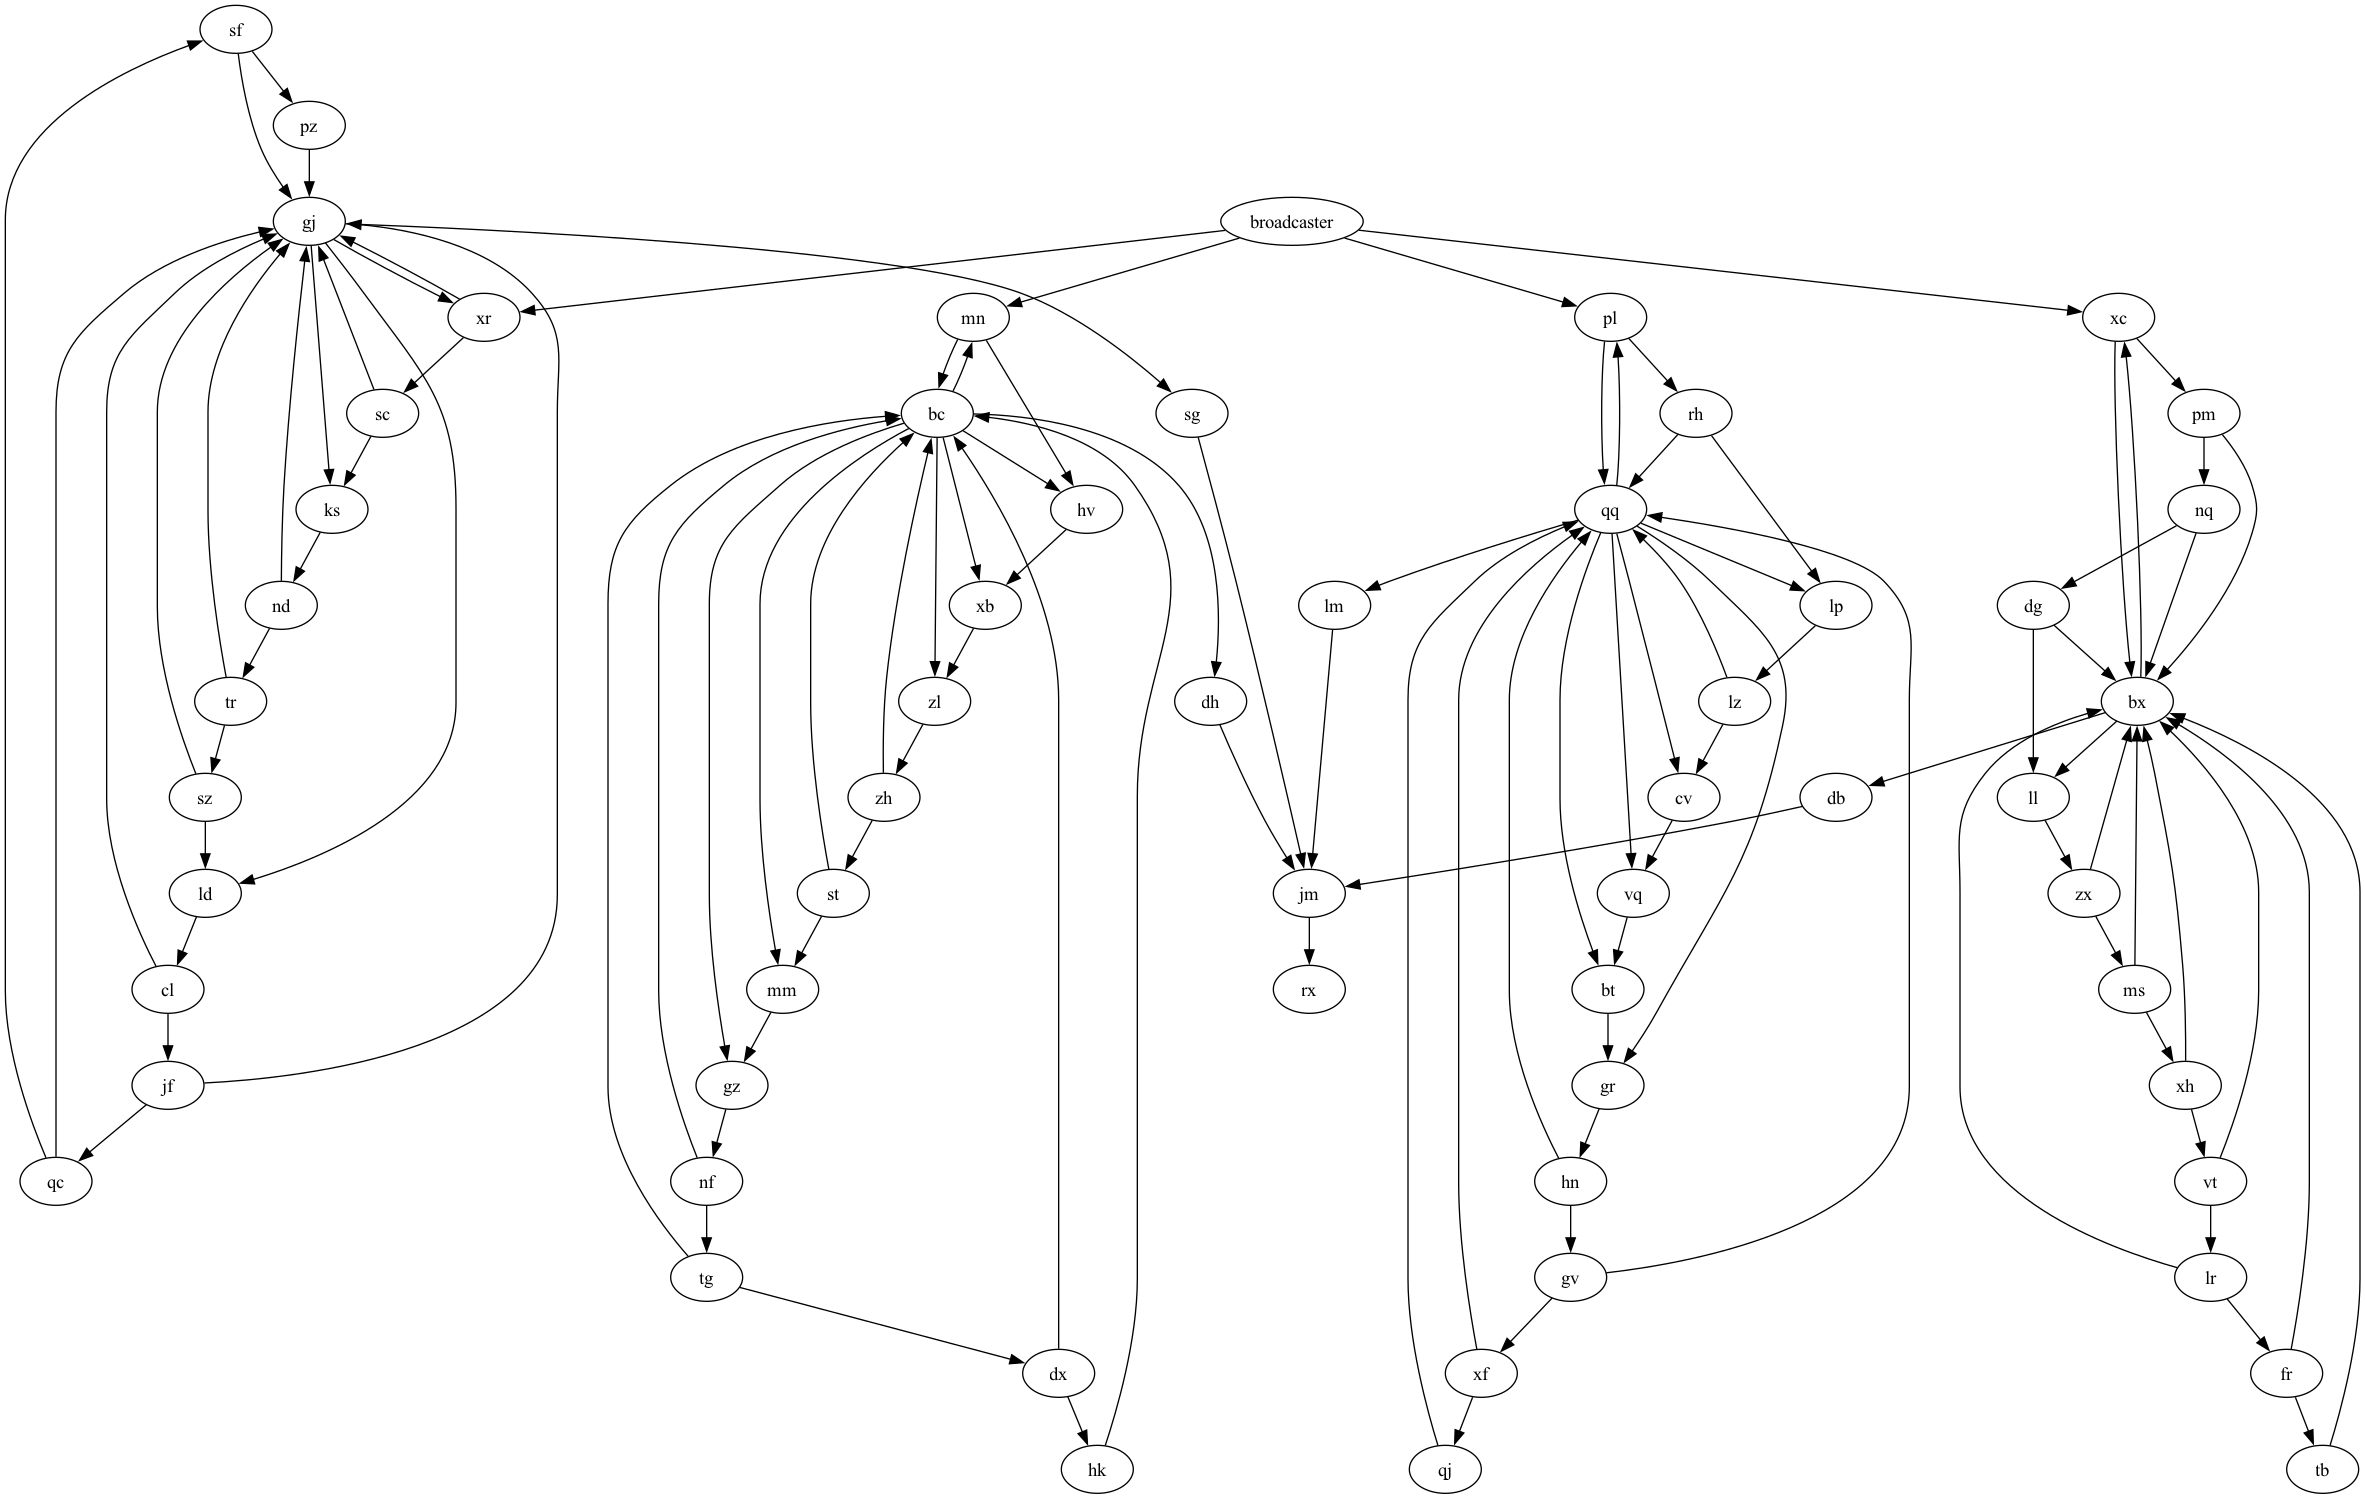 sf
pz
gj
broadcaster
xr
mn
pl
xc
sc
bc
sg
rh
pm
ks
hv
qq
nq
nd
xb
lm
lp
dg
tr
zl
dh
lz
bx
sz
zh
cv
db
ll
ld
st
jm
vq
zx
cl
mm
rx
bt
ms
jf
gz
gr
xh
qc
nf
hn
vt
tg
gv
lr
dx
xf
fr
hk
qj
tb